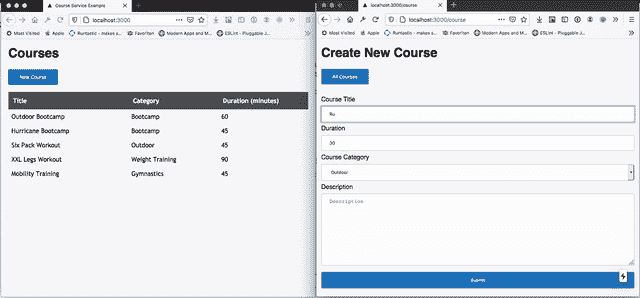 Course Service Example
localhost:3000
Most Visited
Apple
Runtastic - makes s...
Favoriten
Modern Apps and M...
ESLint - Pluggable J...
Courses
New Course
Title Category Duration (minutes)
Outdoor Bootcamp Bootcamp 60
Hurricane Bootcamp Bootcamp 45
Six Pack Workout Outdoor 45
XXL Legs Workout Weight Training 90
Mobility Training Gymnastics 45
localhost:3000/course
localhost:3000/course
Most Visited
Apple
Runtastic - makes s...
Favoriten
Modern Apps and M...
ESLint - Pluggable J...
Create New Course
All Courses
Course Title
Ru
Duration
30
Course Category
Outdoor
Description
Description
Submit